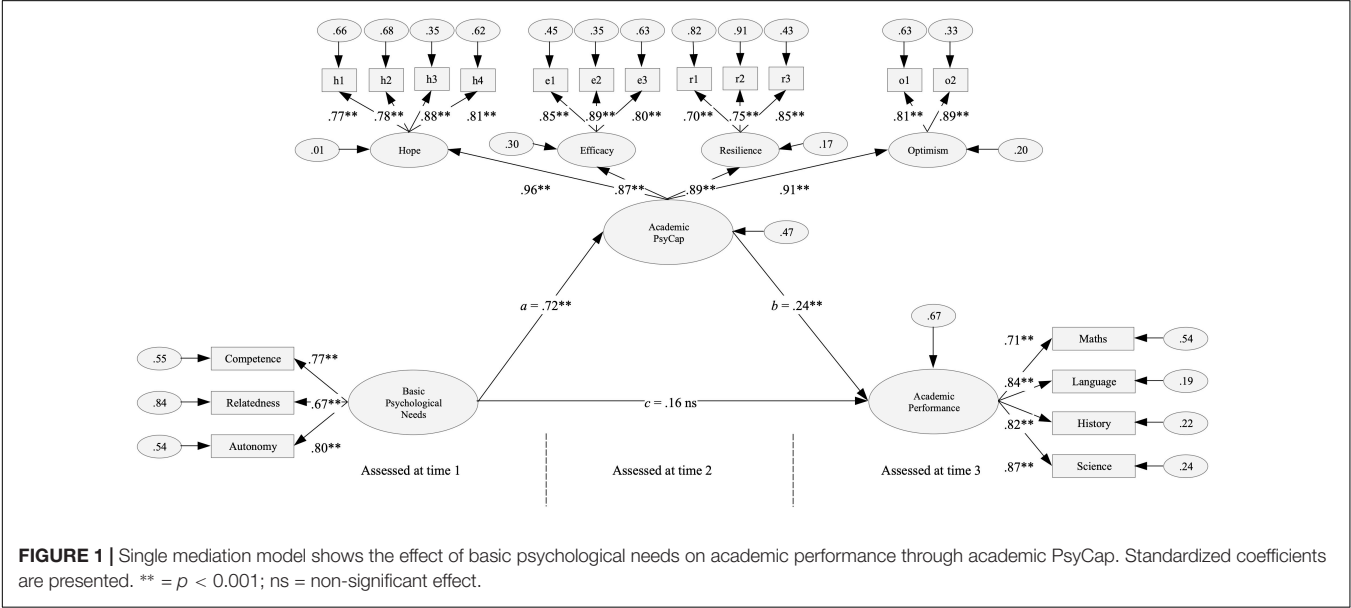 .66 .68 .35 .62 .45 .35 .63 .82 .91 .43 .63 .33
h1 h2 h3 h4 e1 e2 e3 r1 r2 r3 o1 o2
.77** .78** .88** .81** .85** .89** .80** .70** .75** .85** .81** .89**
.01 Hope .30 Efficacy Resilience .17 Optimism .20
.96** .87** .89** .91**
Academic
PsyCap
.47
a = .72** b = .24**
.67
.55 Competence .77**
.84 Relatedness .67**
.54 Autonomy .80**
Basic
Psychological
Needs
c = .16 ns
Academic
Performance
.71** Maths .54
.84** Language .19
.82** History .22
.87** Science .24
Assessed at time 1 Assessed at time 2 Assessed at time 3
FIGURE 1 | Single mediation model shows the effect of basic psychological needs on academic performance through academic PsyCap. Standardized coefficients
are presented. ** = p < 0.001; ns = non-significant effect.